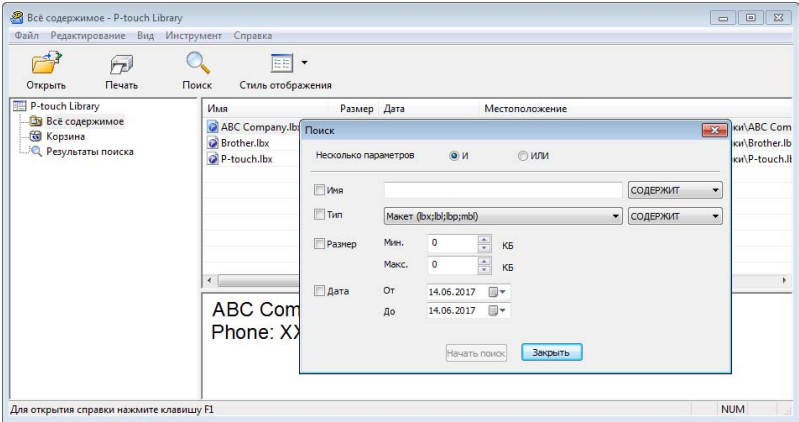 Всё содержимое - P-touch Library
Файл Редактирование Вид Инструмент Справка
Открыть Печать Поиск Стиль отображения
P-touch Library
Всё содержимое
Корзина
Результаты поиска
Имя Размер Дата Местоположение
ABC Company.lbx
ки\ABC Com
Brother.lbx
ки\Brother.lb
P-touch.lbx
ки\P-touch.lb
Поиск
Несколько параметров И ИЛИ
Имя СОДЕРЖИТ
Тип Макет (lbx;lbl;lbp;mbl) СОДЕРЖИТ
Размер Мин. 0 КБ
Макс. 0 КБ
Дата От 14.06.2017
До 14.06.2017
Начать поиск Закрыть
ABC Com
Phone: XX
Для открытия справки нажмите клавишу F1 NUM